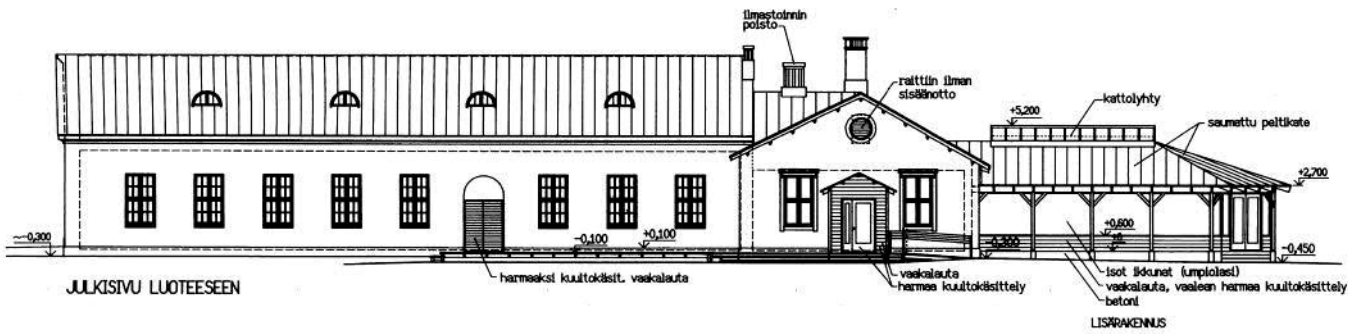 ilmastoinnin
poisto
raittiin ilman
sisäänotto
+5,200
kattolyhty
saumattu peltikate
+2,700
+0,600
±0
~-0,300
-0,100
+0,100
-0,300
-0,450
harmaaksi kuultokäsit. vaakalauta
vaakalauta
harmaa kuultokäsittely
isot ikkunat (umpiolasi)
vaakalauta, vaalean harmaa kuultokäsittely
betoni
JULKISIVU LUOTEESEEN
LISÄRAKENNUS